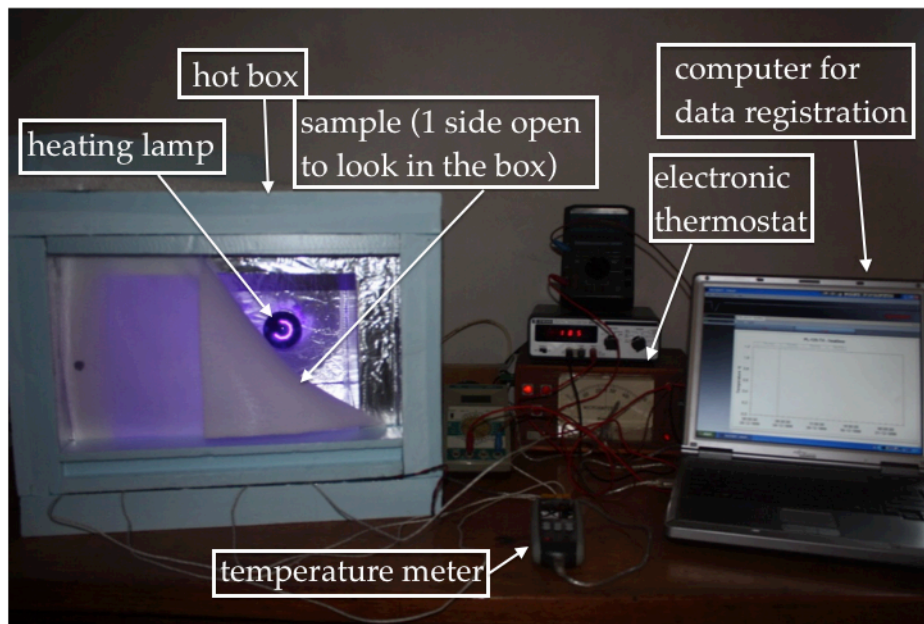 hot box
computer for
data registration
sample (1 side open
to look in the box)
heating lamp
electronic
thermostat
temperature meter